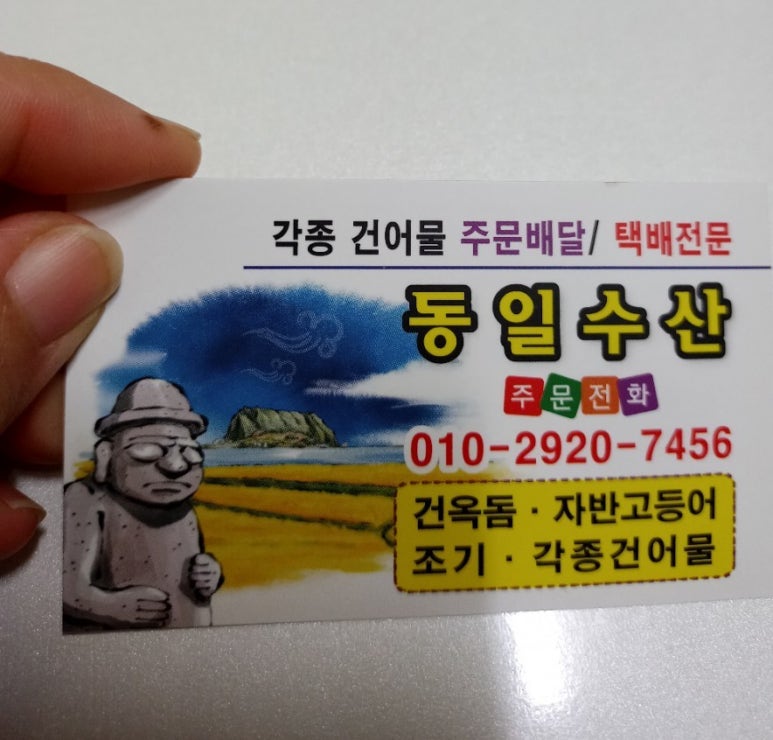 각종 건어물 주문배달/ 택배전문
동일수산
주문전화
010-2920-7456
건옥돔 · 자반고등어
조기 · 각종건어물